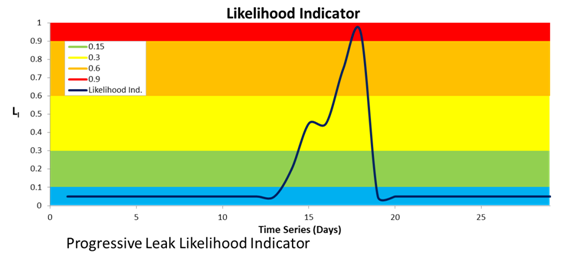 Likelihood Indicator
1
0.9
0.8
0.7
0.6
0.5
0.4
0.3
0.2
0.1
0
L_I
0.15
0.3
0.6
0.9
Likelihood Ind.
0 5 10 15 20 25
Time Series (Days)
Progressive Leak Likelihood Indicator